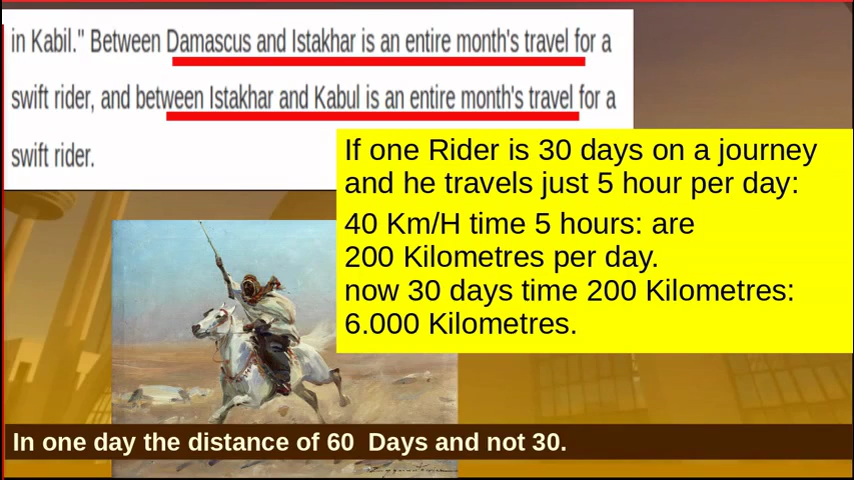 in Kabil." Between Damascus and Istakhar is an entire month's travel for a
swift rider, and between Istakhar and Kabul is an entire month's travel for a
swift rider.
If one Rider is 30 days on a journey
and he travels just 5 hour per day:
40 Km/H time 5 hours: are
200 Kilometres per day.
now 30 days time 200 Kilometres:
6.000 Kilometres.
In one day the distance of 60  Days and not 30.